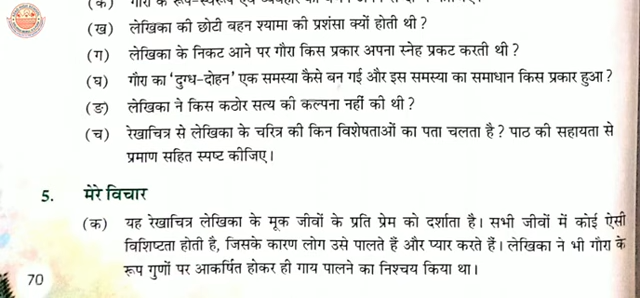 (ख) लेखिका की छोटी वहन श्यामा की प्रशंसा क्यों होती थी ?
(ग) लेखिका के निकट आने पर गौरा किस प्रकार अपना स्नेह प्रकट करती थी ?
(घ) गौरा का 'दुग्ध-दोहन' एक समस्या कैसे बन गई और इस समस्या का समाधान किस प्रकार हुआ ?
(ङ) लेखिका ने किस कठोर सत्य की कल्पना नहीं की थी ?
(च) रेखाचित्र से लेखिका के चरित्र की किन विशेषताओं का पता चलता है ? पाठ की सहायता से
प्रमाण सहित स्पष्ट कीजिए।
5. मेरे विचार
(क) यह रेखाचित्र लेखिका के मूक जीवों के प्रति प्रेम को दर्शाता है। सभी जीवों में कोई ऐसी
विशिष्टता होती है, जिसके कारण लोग उसे पालते हैं और प्यार करते हैं। लेखिका ने भी गौरा के
रूप गुणों पर आकर्षित होकर ही गाय पालने का निश्चय किया था।
70